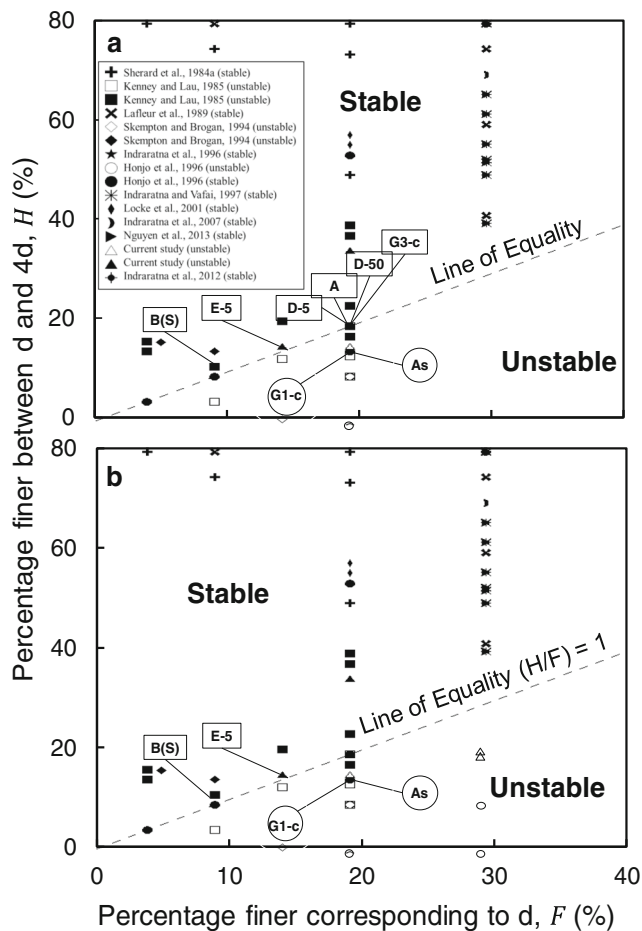 80
a
Sherard et al., 1984a (stable)
Kenney and Lau, 1985 (unstable)
Kenney and Lau, 1985 (unstable)
Lafleur et al., 1989 (stable)
Skempton and Brogan, 1994 (unstable)
Skempton and Brogan, 1994 (unstable)
Indraratna et al., 1996 (stable)
Honjo et al., 1996 (unstable)
Honjo et al., 1996 (stable)
Indraratna and Vafai, 1997 (stable)
Locke et al., 2001 (stable)
Indraratna et al., 2007 (stable)
Nguyen et al., 2013 (stable)
Current study (unstable)
Current study (unstable)
Indraratna et al., 2012 (stable)
Stable
60
40
G3-c
D-50
A
D-5
E-5
B(S)
Line of Equality
20
Unstable
G1-c
As
0
Percentage finer between d and 4d, H (%)
80
b
60
Stable
40
Line of Equality (H/F) = 1
E-5
B(S)
20
Unstable
G1-c
As
0
0
10
20
30
40
Percentage finer corresponding to d, F (%)